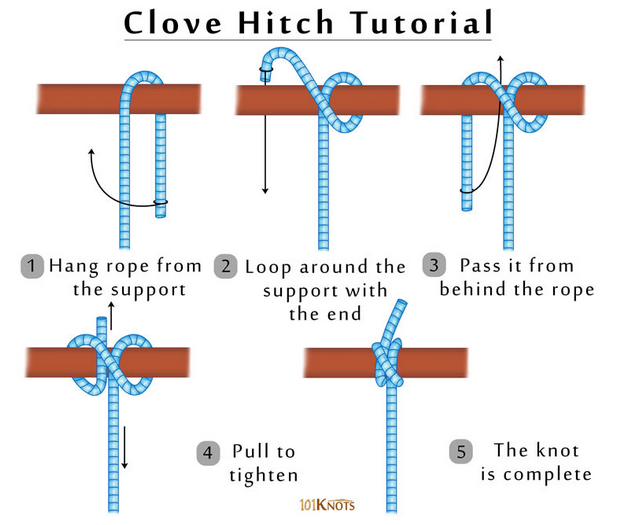 Clove Hitch Tutorial
1 Hang rope from
the support
2 Loop around the
support with
the end
3 Pass it from
behind the rope
4 Pull to
tighten
5 The knot
is complete
101KNOTS